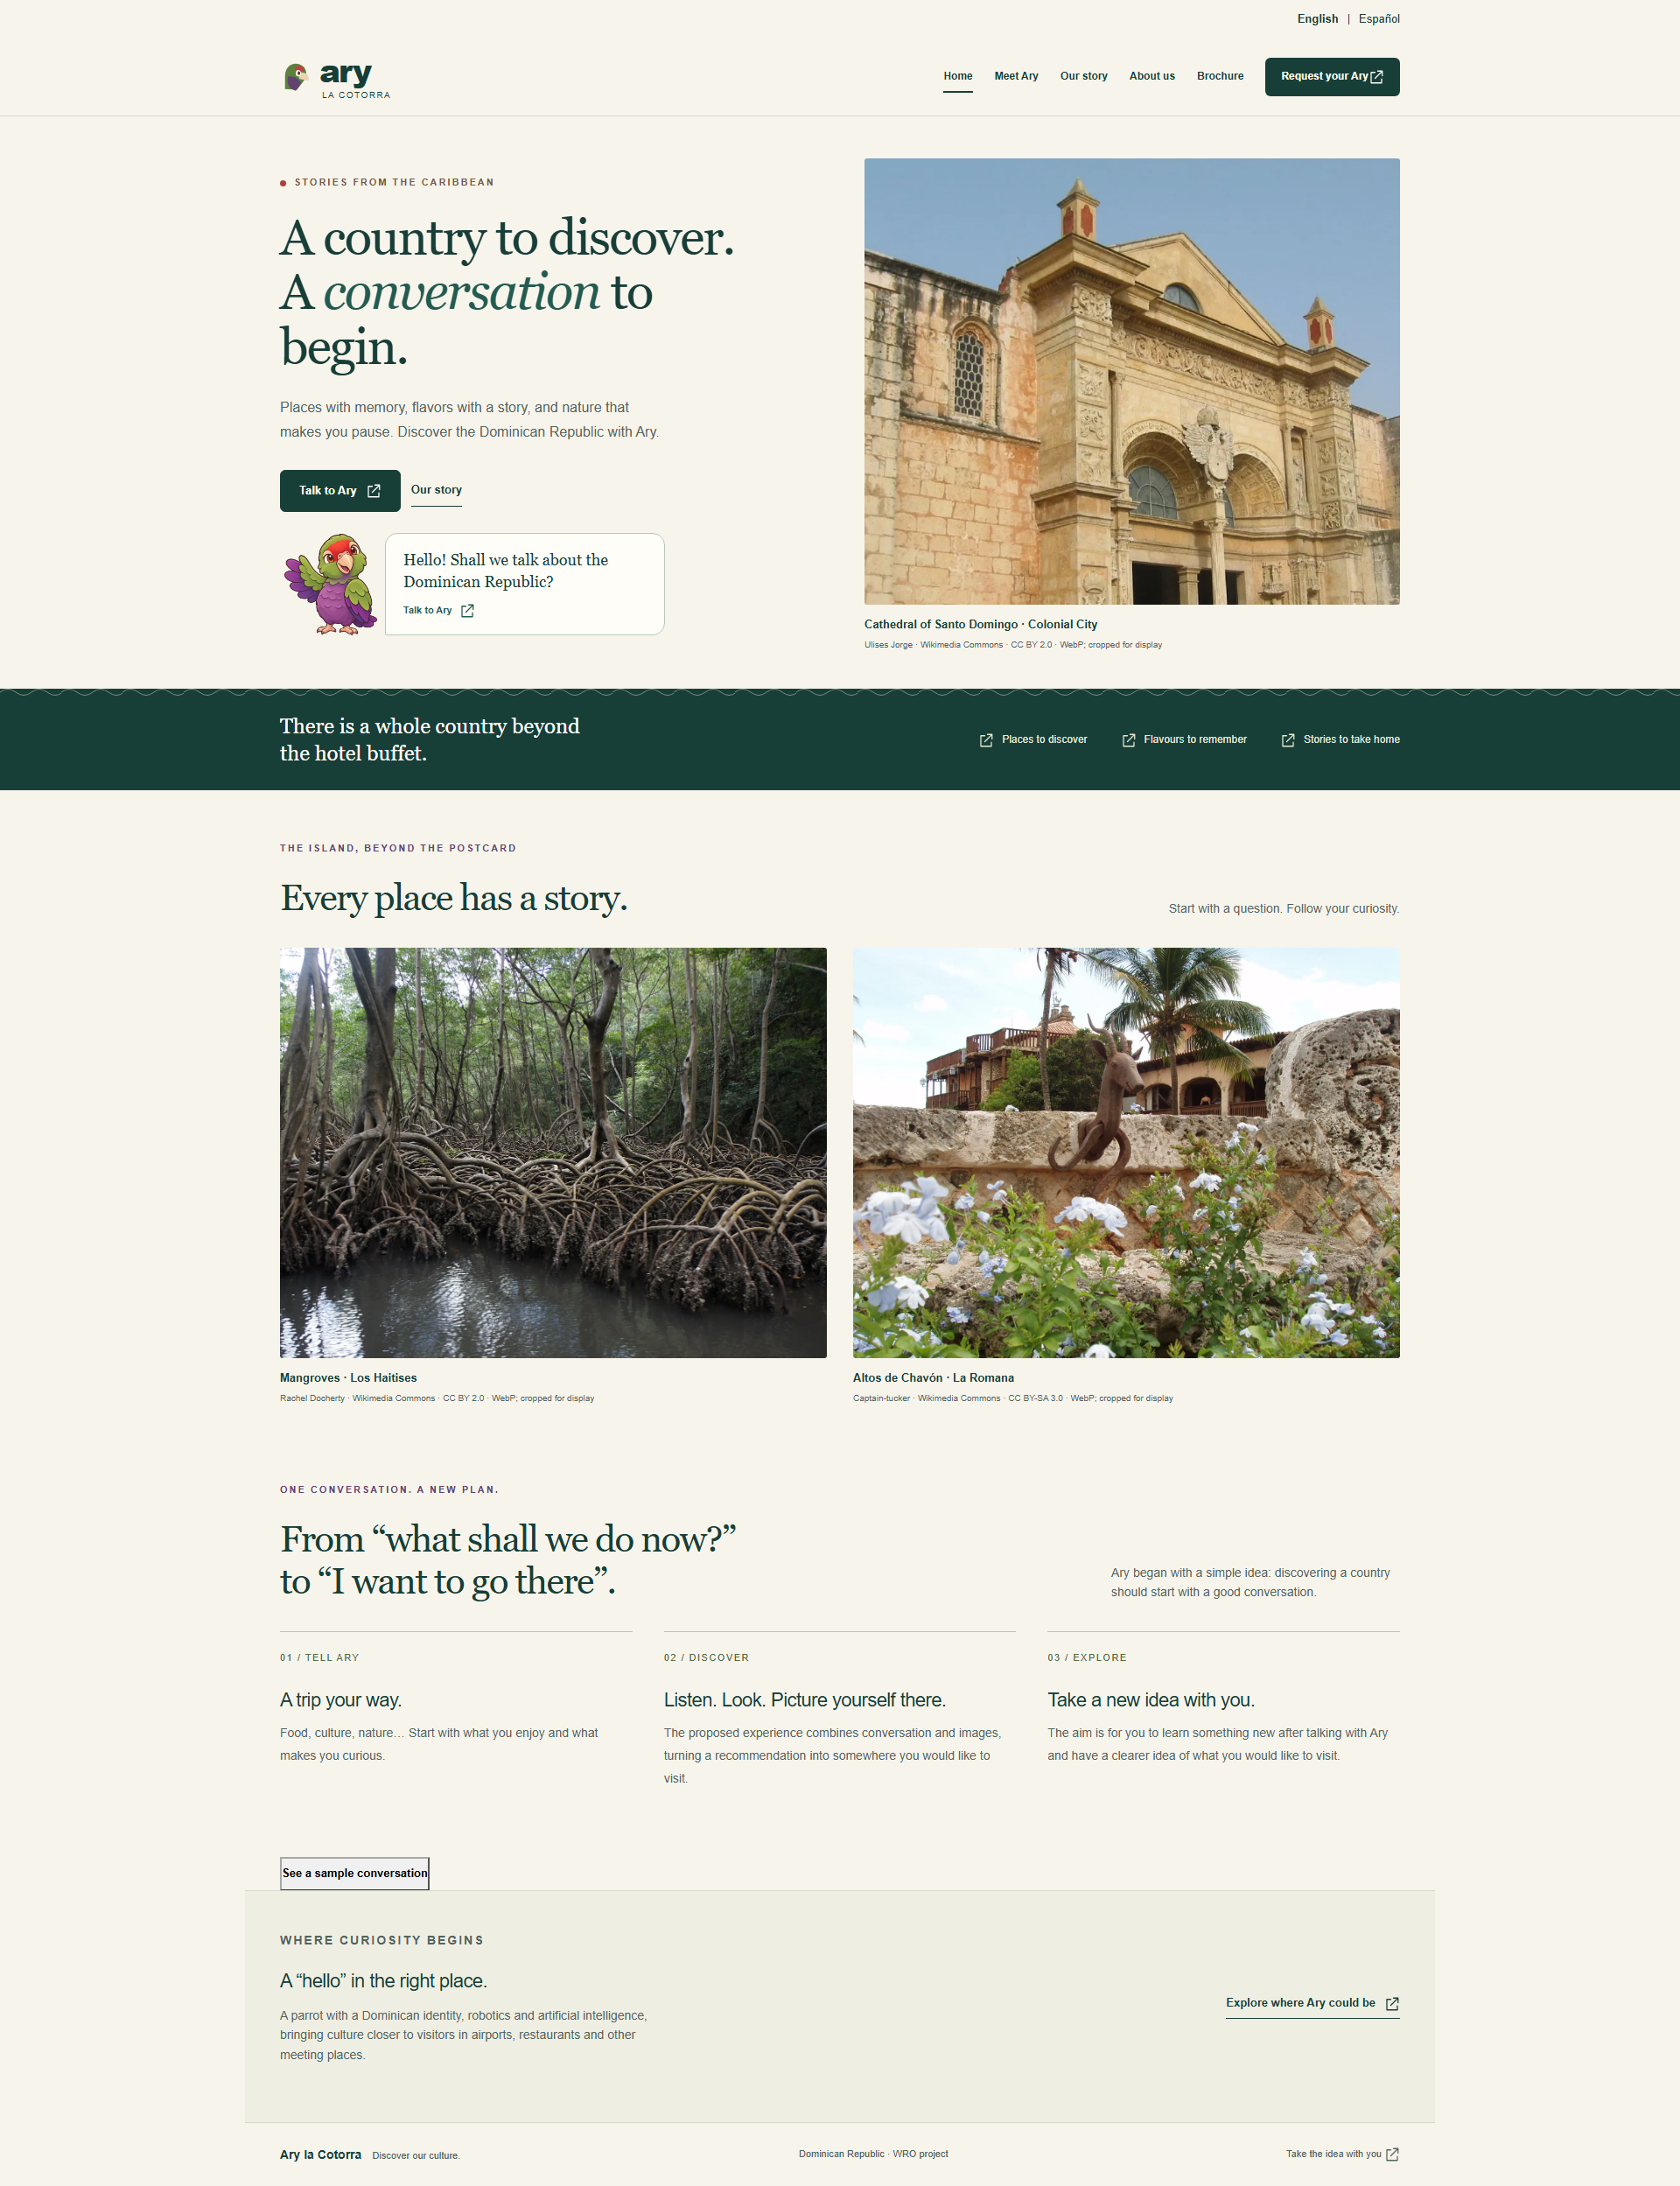 English | Español
ary
LA COTORRA
Home Meet Ary Our story About us Brochure Request your Ary
STORIES FROM THE CARIBBEAN
A country to discover.
A conversation to
begin.
Places with memory, flavors with a story, and nature that
makes you pause. Discover the Dominican Republic with Ary.
Talk to Ary Our story
Hello! Shall we talk about the
Dominican Republic?
Talk to Ary
Cathedral of Santo Domingo · Colonial City
Ulises Jorge · Wikimedia Commons · CC BY 2.0 · WebP; cropped for display
There is a whole country beyond
the hotel buffet.
Places to discover Flavours to remember Stories to take home
THE ISLAND, BEYOND THE POSTCARD
Every place has a story.
Start with a question. Follow your curiosity.
Mangroves · Los Haitises
Rachel Docherty · Wikimedia Commons · CC BY 2.0 · WebP; cropped for display
Altos de Chavón · La Romana
Captain-tucker · Wikimedia Commons · CC BY-SA 3.0 · WebP; cropped for display
ONE CONVERSATION. A NEW PLAN.
From “what shall we do now?”
to “I want to go there”.
Ary began with a simple idea: discovering a country
should start with a good conversation.
01 / TELL ARY
A trip your way.
Food, culture, nature… Start with what you enjoy and what
makes you curious.
02 / DISCOVER
Listen. Look. Picture yourself there.
The proposed experience combines conversation and images,
turning a recommendation into somewhere you would like to
visit.
03 / EXPLORE
Take a new idea with you.
The aim is for you to learn something new after talking with Ary
and have a clearer idea of what you would like to visit.
See a sample conversation
WHERE CURIOSITY BEGINS
A “hello” in the right place.
A parrot with a Dominican identity, robotics and artificial intelligence,
bringing culture closer to visitors in airports, restaurants and other
meeting places.
Explore where Ary could be
Ary la Cotorra Discover our culture.
Dominican Republic · WRO project
Take the idea with you